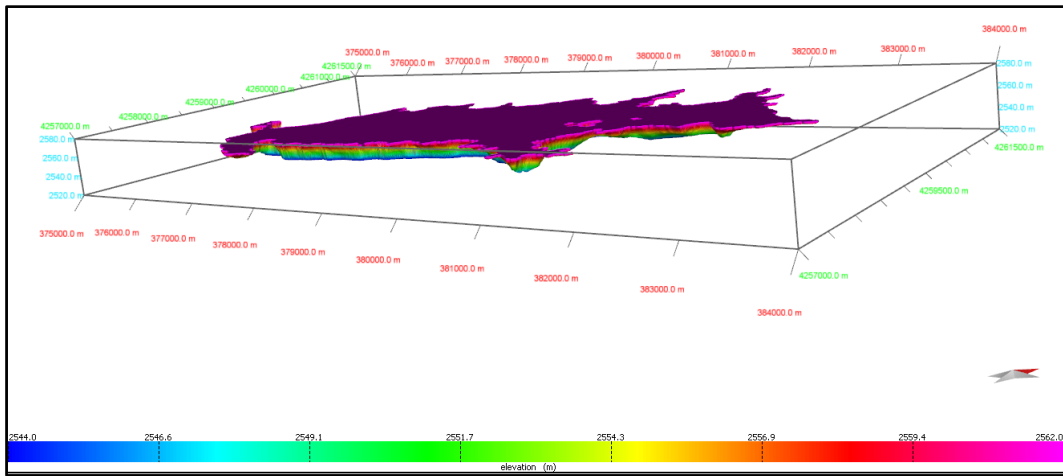 384000.0 m
375000.0 m 376000.0 m 377000.0 m 378000.0 m 379000.0 m 380000.0 m 381000.0 m 382000.0 m 383000.0 m
4261500.0 m
4261000.0 m
4260000.0 m
4259000.0 m
4258000.0 m
4257000.0 m
2580.0 m
2560.0 m
2540.0 m
2520.0 m
2580.0 m
2560.0 m
2540.0 m
2520.0 m
4261500.0 m
4259500.0 m
4257000.0 m
375000.0 m 376000.0 m 377000.0 m 378000.0 m 379000.0 m 380000.0 m 381000.0 m 382000.0 m 383000.0 m 384000.0 m
2544.0 2546.6 2549.1 2551.7 2554.3 2556.9 2559.4 2562.0
elevation (m)